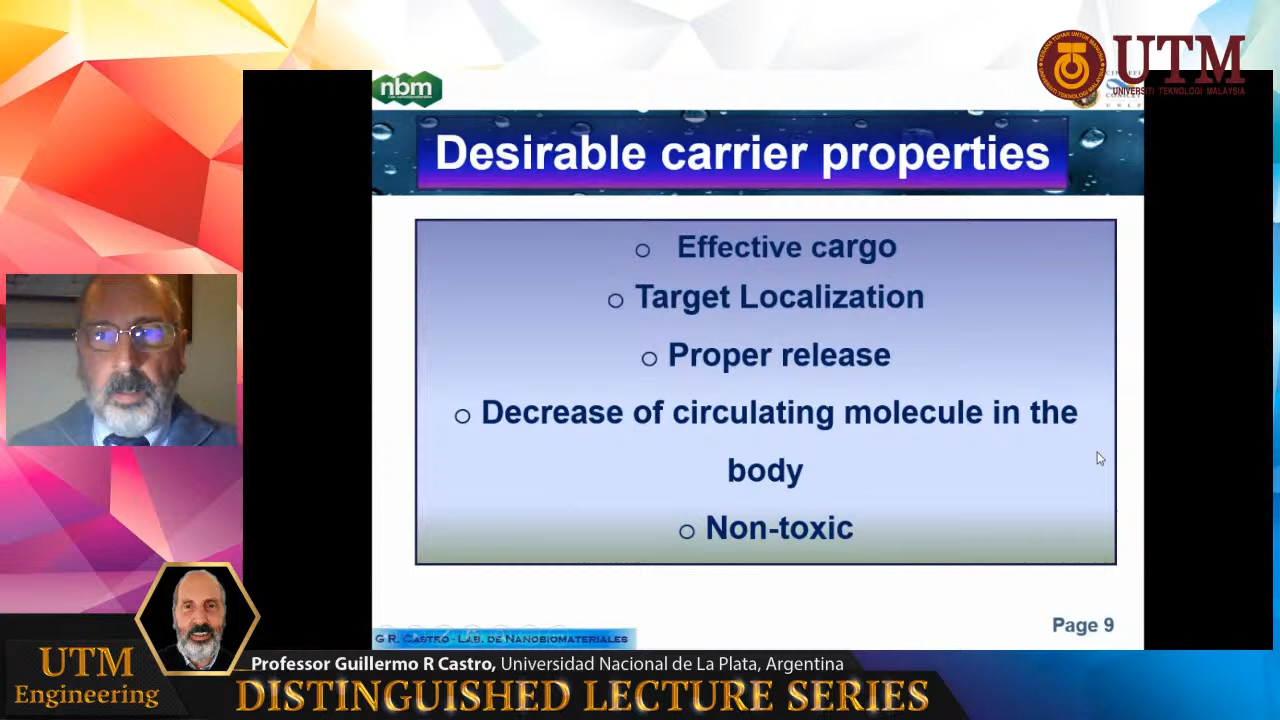 UTM
UNIVERSITI TEKNOLOGI MALAYSIA
nbm
Desirable carrier properties
Effective cargo
Target Localization
Proper release
Decrease of circulating molecule in the
body
Non-toxic
Page 9
G R. CASTRO - LAB. DE NANOBIOMATERIALES
UTM
Engineering
Professor Guillermo R Castro, Universidad Nacional de La Plata, Argentina
DISTINGUISHED LECTURE SERIES